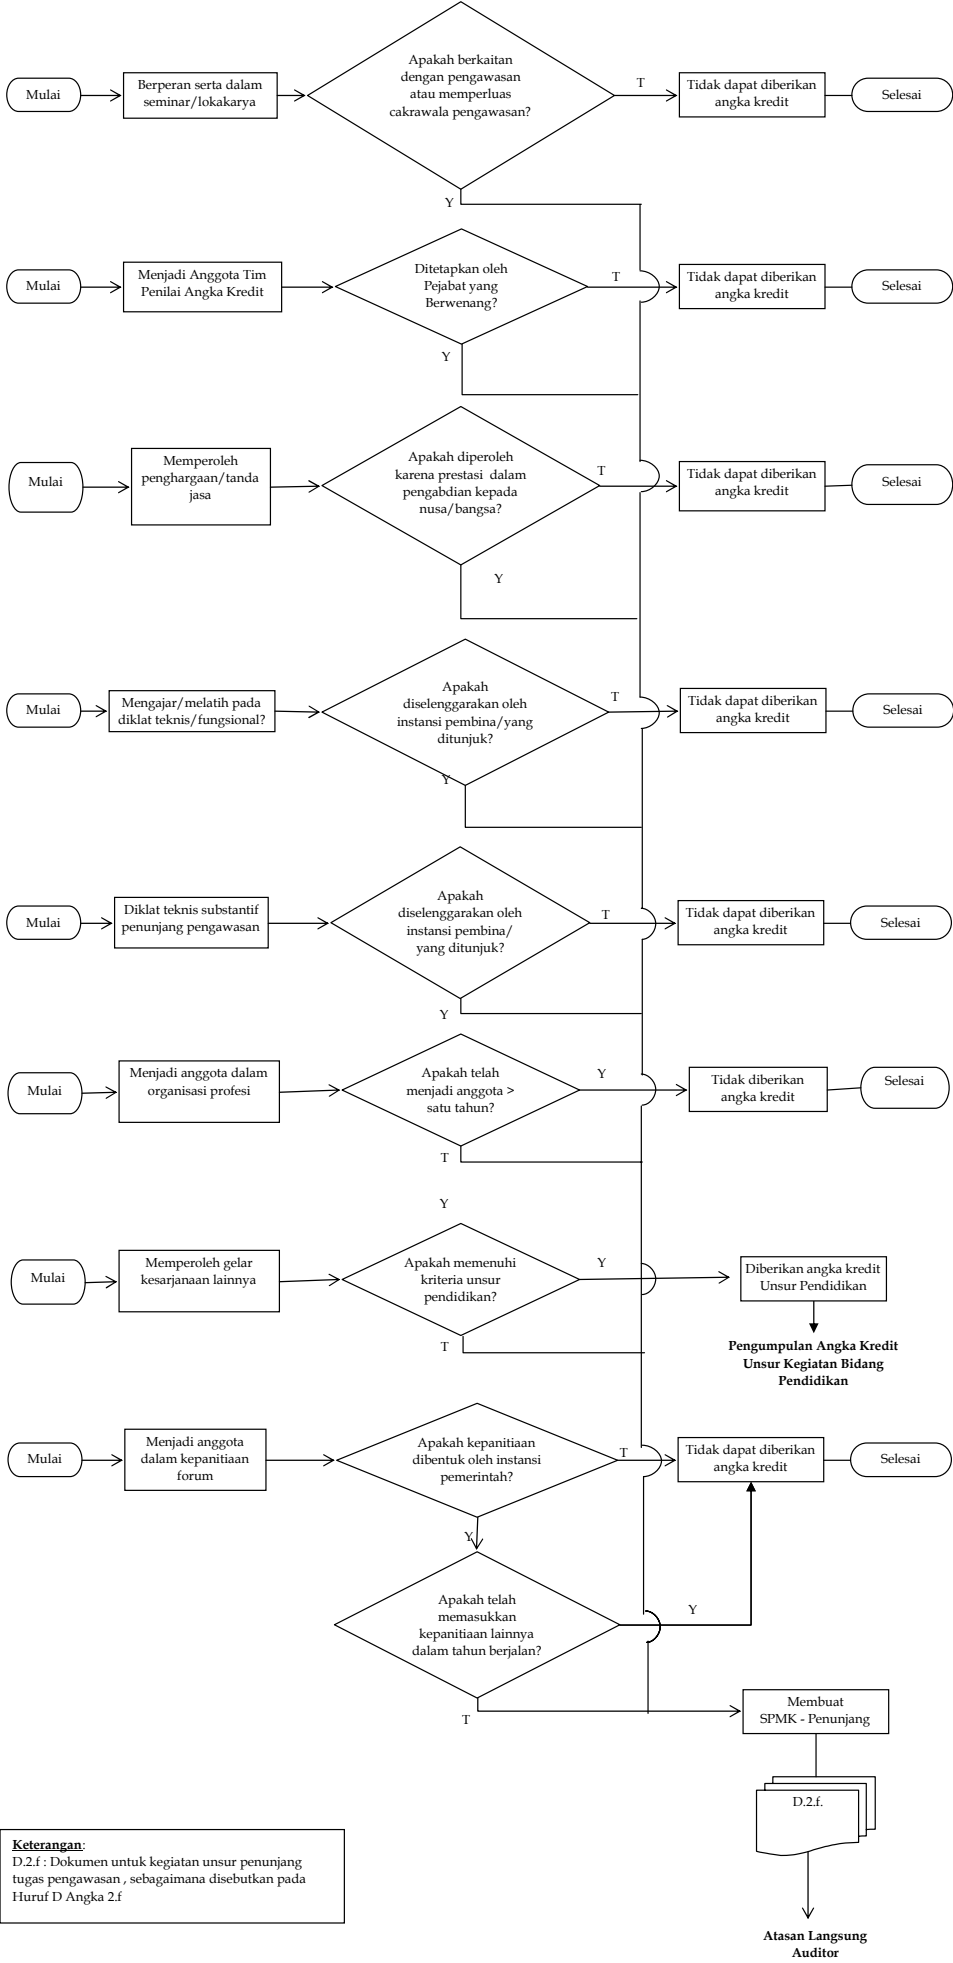 Mulai
Berperan serta dalam
seminar/lokakarya
Apakah berkaitan
dengan pengawasan
atau memperluas
cakrawala pengawasan?
T
Tidak dapat diberikan
angka kredit
Selesai
Y
Mulai
Menjadi Anggota Tim
Penilai Angka Kredit
Ditetapkan oleh
Pejabat yang
Berwenang?
T
Tidak dapat diberikan
angka kredit
Selesai
Y
Mulai
Memperoleh
penghargaan/tanda
jasa
Apakah diperoleh
karena prestasi dalam
pengabdian kepada
nusa/bangsa?
T
Tidak dapat diberikan
angka kredit
Selesai
Y
Mulai
Mengajar/melatih pada
diklat teknis/fungsional?
Apakah
diselenggarakan oleh
instansi pembina/yang
ditunjuk?
T
Tidak dapat diberikan
angka kredit
Selesai
Y
Mulai
Diklat teknis substantif
penunjang pengawasan
Apakah
diselenggarakan oleh
instansi pembina/
yang ditunjuk?
T
Tidak dapat diberikan
angka kredit
Selesai
Y
Mulai
Menjadi anggota dalam
organisasi profesi
Apakah telah
menjadi anggota >
satu tahun?
Y
Tidak diberikan
angka kredit
Selesai
T
Y
Mulai
Memperoleh gelar
kesarjanaan lainnya
Apakah memenuhi
kriteria unsur
pendidikan?
Y
Diberikan angka kredit
Unsur Pendidikan
T
Pengumpulan Angka Kredit
Unsur Kegiatan Bidang
Pendidikan
Mulai
Menjadi anggota
dalam kepanitiaan
forum
Apakah kepanitiaan
dibentuk oleh instansi
pemerintah?
T
Tidak dapat diberikan
angka kredit
Selesai
Y
Apakah telah
memasukkan
kepanitiaan lainnya
dalam tahun berjalan?
Y
T
Membuat
SPMK - Penunjang
D.2.f.
Keterangan:
D.2.f : Dokumen untuk kegiatan unsur penunjang
tugas pengawasan , sebagaimana disebutkan pada
Huruf D Angka 2.f
Atasan Langsung
Auditor